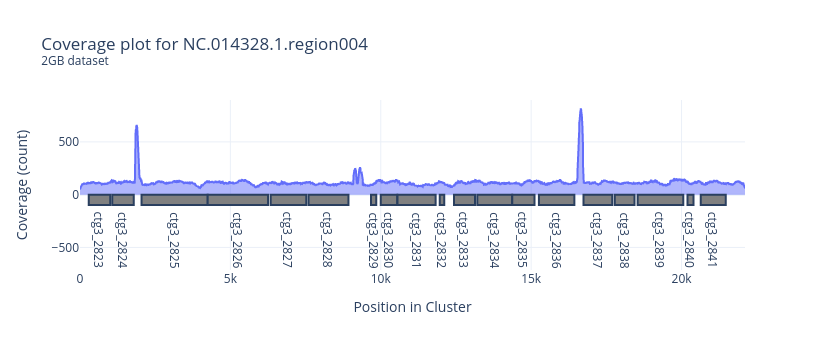 Coverage plot for NC.014328.1.region004
2GB dataset
Coverage (count)
500
0
−500
ctg3_2823
ctg3_2824
ctg3_2825
ctg3_2826
ctg3_2827
ctg3_2828
ctg3_2829
ctg3_2830
ctg3_2831
ctg3_2832
ctg3_2833
ctg3_2834
ctg3_2835
ctg3_2836
ctg3_2837
ctg3_2838
ctg3_2839
ctg3_2840
ctg3_2841
0
5k
10k
15k
20k
Position in Cluster